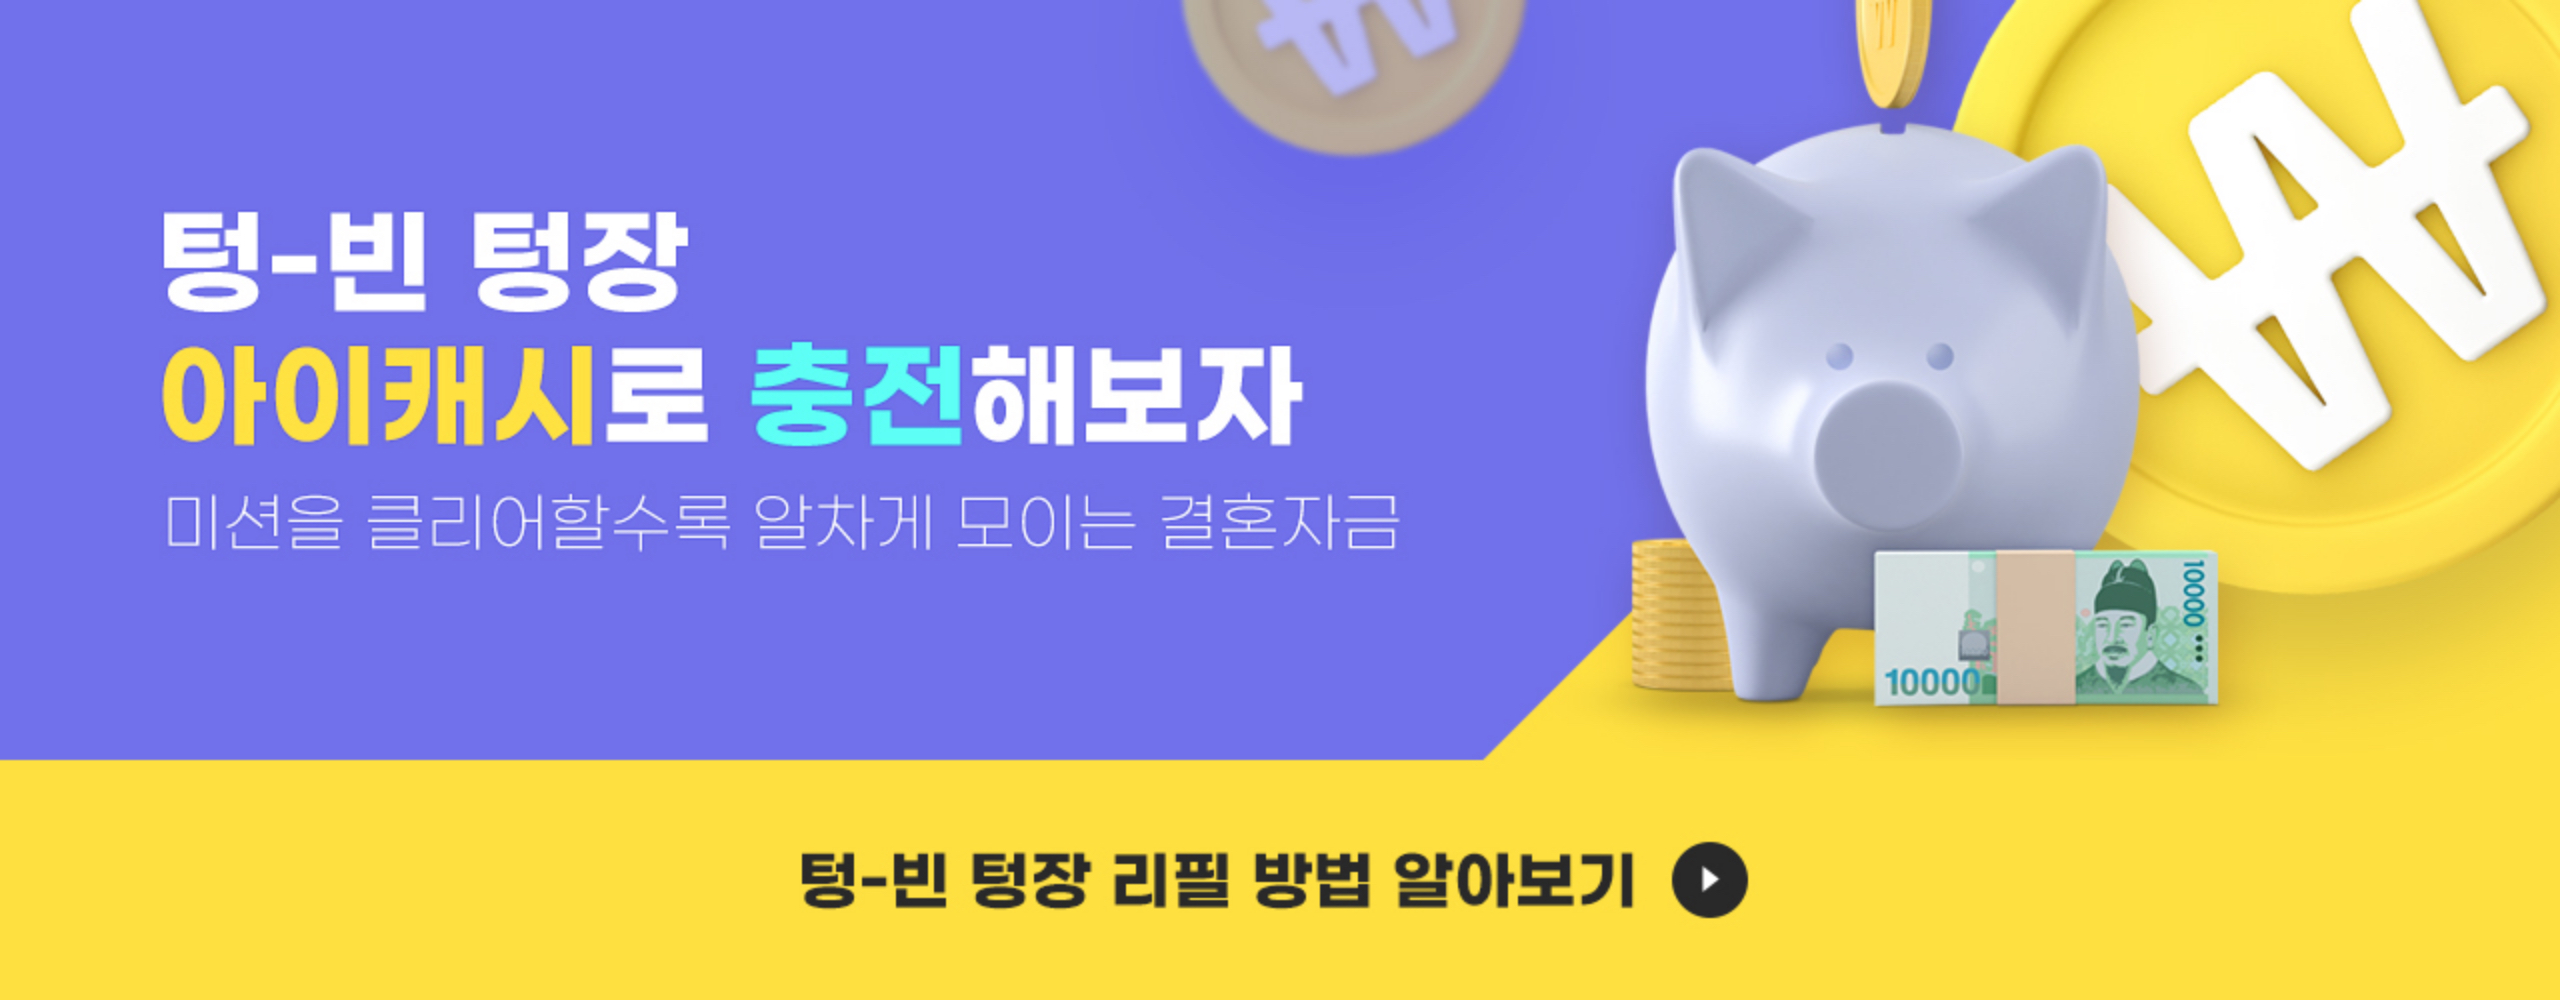 텅-빈 텅장
아이캐시로 충전해보자
미션을 클리어할수록 알차게 모이는 결혼자금
10000
10000
텅-빈 텅장 리필 방법 알아보기